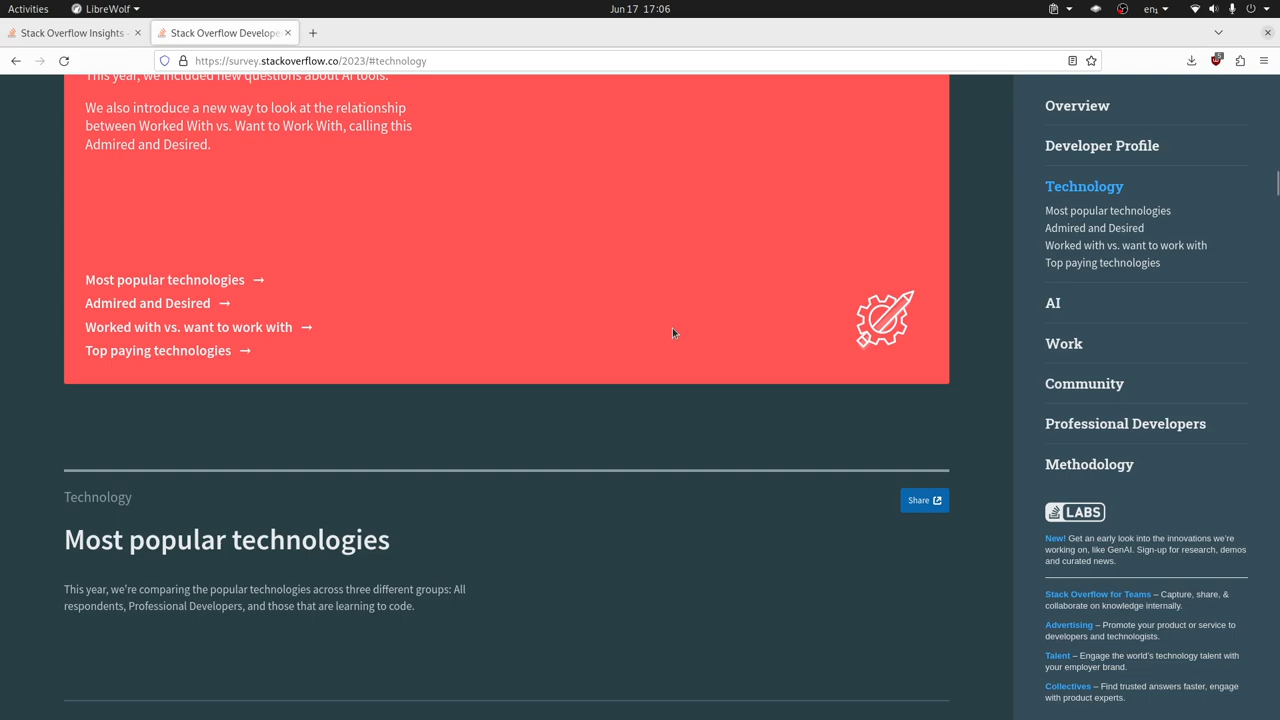 Activities
LibreWolf
Jun 17 17:06
en₁
Stack Overflow Insights -
Stack Overflow Develope
https://survey.stackoverflow.co/2023/#technology
5
This year, we included new questions about AI tools.
We also introduce a new way to look at the relationship
between Worked With vs. Want to Work With, calling this
Admired and Desired.
Most popular technologies →
Admired and Desired →
Worked with vs. want to work with →
Top paying technologies →
Technology
Share
Most popular technologies
This year, we're comparing the popular technologies across three different groups: All
respondents, Professional Developers, and those that are learning to code.
Overview
Developer Profile
Technology
Most popular technologies
Admired and Desired
Worked with vs. want to work with
Top paying technologies
AI
Work
Community
Professional Developers
Methodology
LABS
New! Get an early look into the innovations we're
working on, like GenAI. Sign-up for research, demos
and curated news.
Stack Overflow for Teams – Capture, share, &
collaborate on knowledge internally.
Advertising – Promote your product or service to
developers and technologists.
Talent – Engage the world's technology talent with
your employer brand.
Collectives – Find trusted answers faster, engage
with product experts.